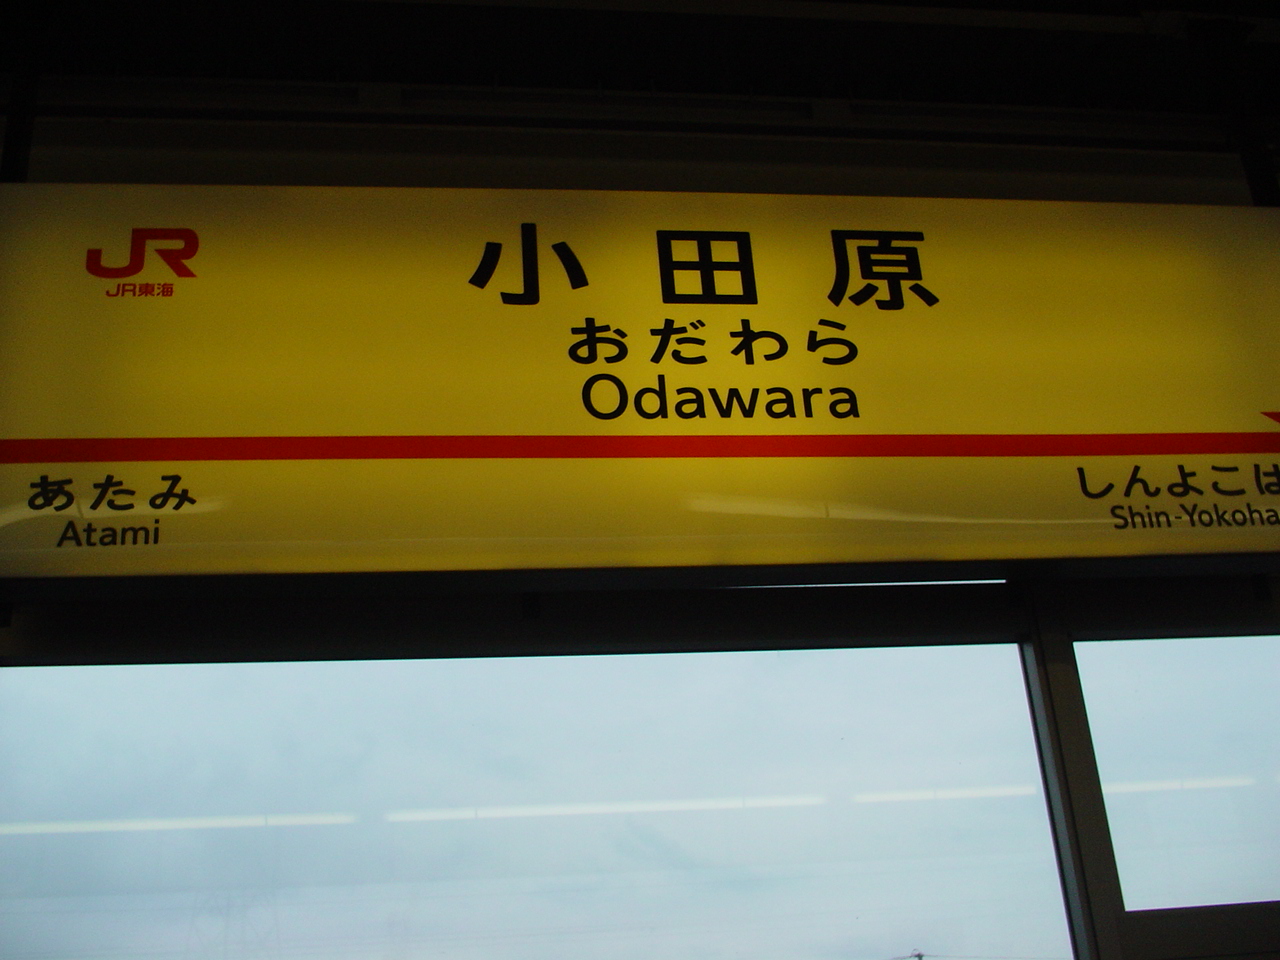 JR
JR東海
小田原
おだわら
Odawara
あたみ
Atami
しんよこは
Shin-Yokoha